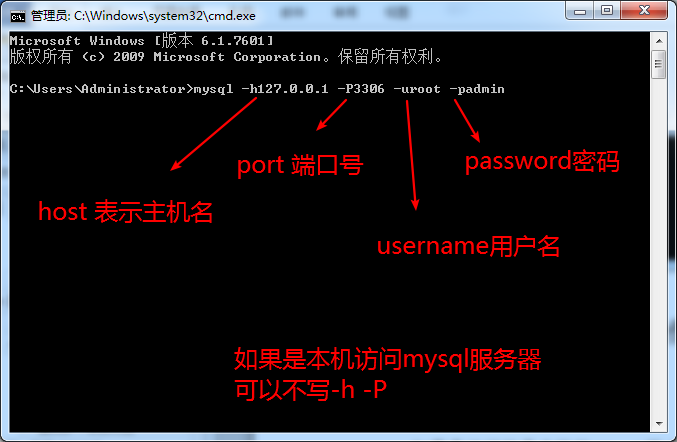 管理员: C:\Windows\system32\cmd.exe
Microsoft Windows [版本 6.1.7601]
版权所有 (c) 2009 Microsoft Corporation。保留所有权利。
C:\Users\Administrator>mysql -h127.0.0.1 -P3306 -uroot -padmin
port 端口号
password密码
host 表示主机名
username用户名
如果是本机访问mysql服务器
可以不写-h -P